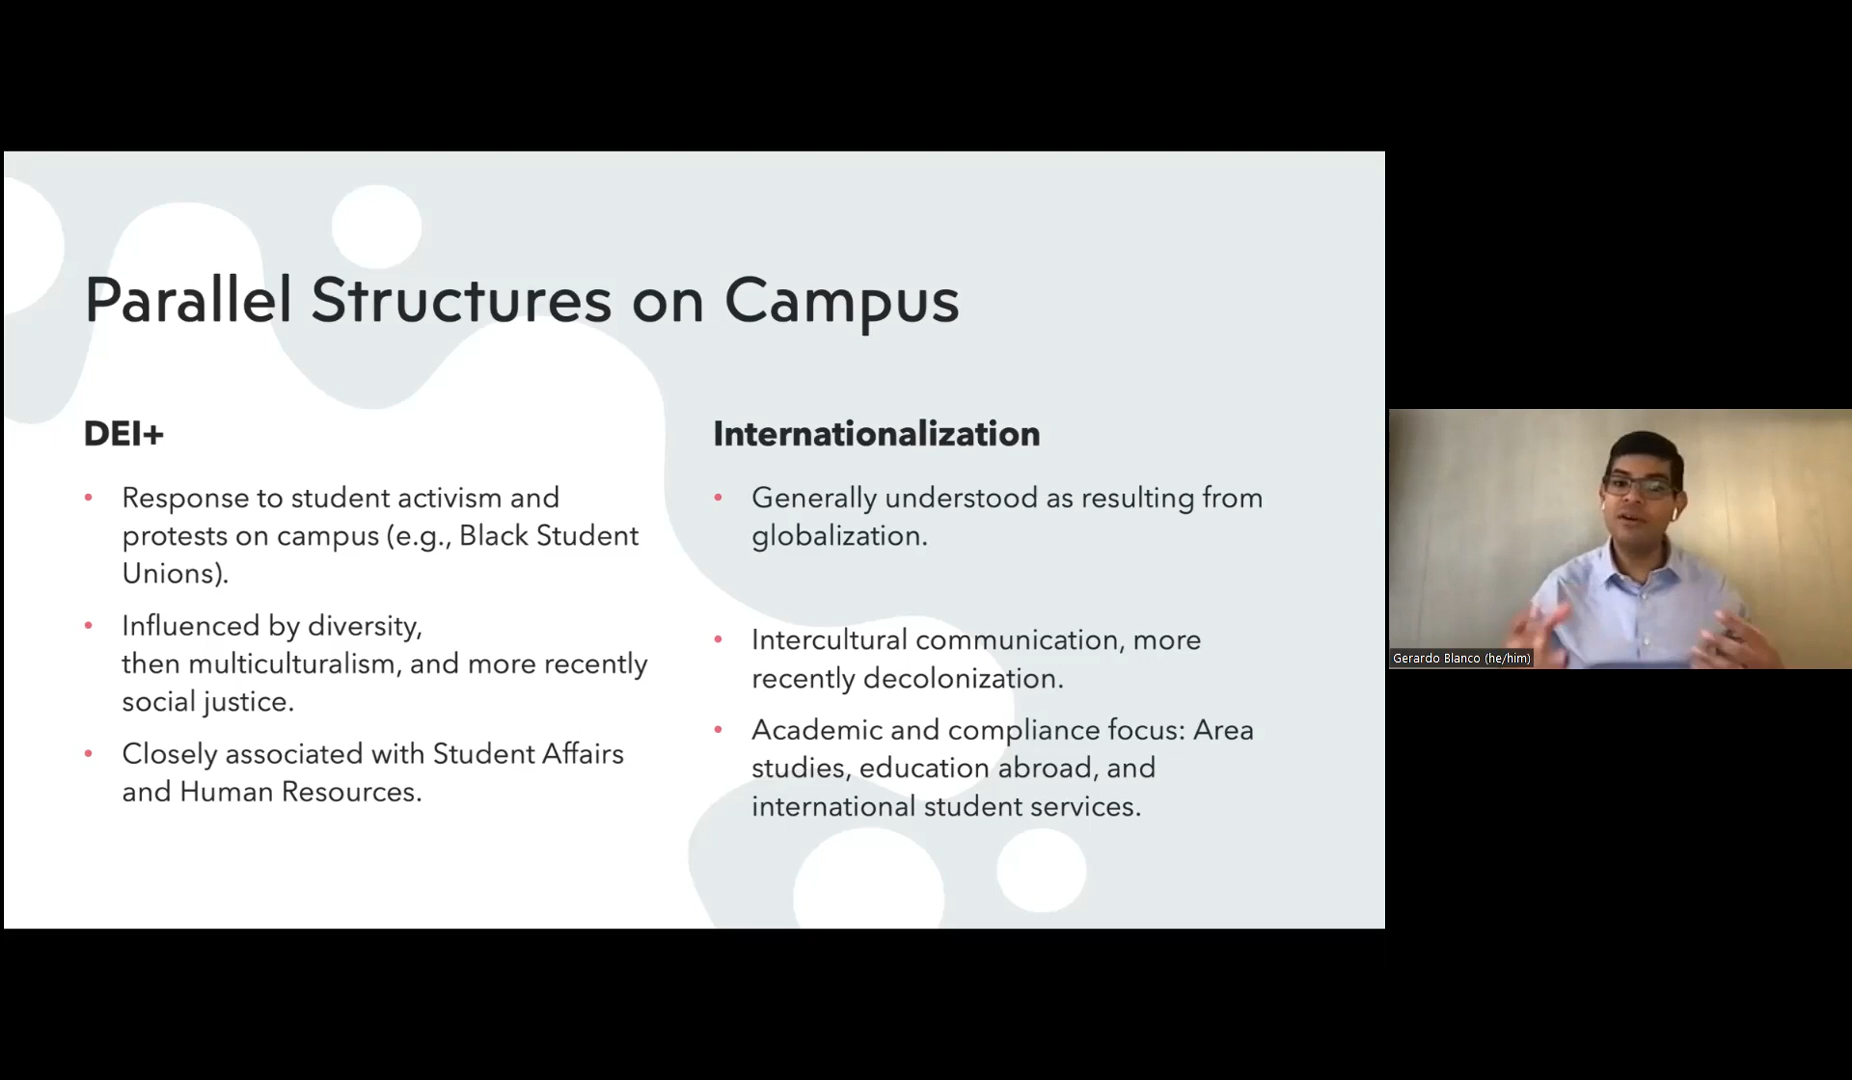 Parallel Structures on Campus
DEI+
• Response to student activism and
protests on campus (e.g., Black Student
Unions).
• Influenced by diversity,
then multiculturalism, and more recently
social justice.
• Closely associated with Student Affairs
and Human Resources.
Internationalization
• Generally understood as resulting from
globalization.
• Intercultural communication, more
recently decolonization.
• Academic and compliance focus: Area
studies, education abroad, and
international student services.
Gerardo Blanco (he/him)